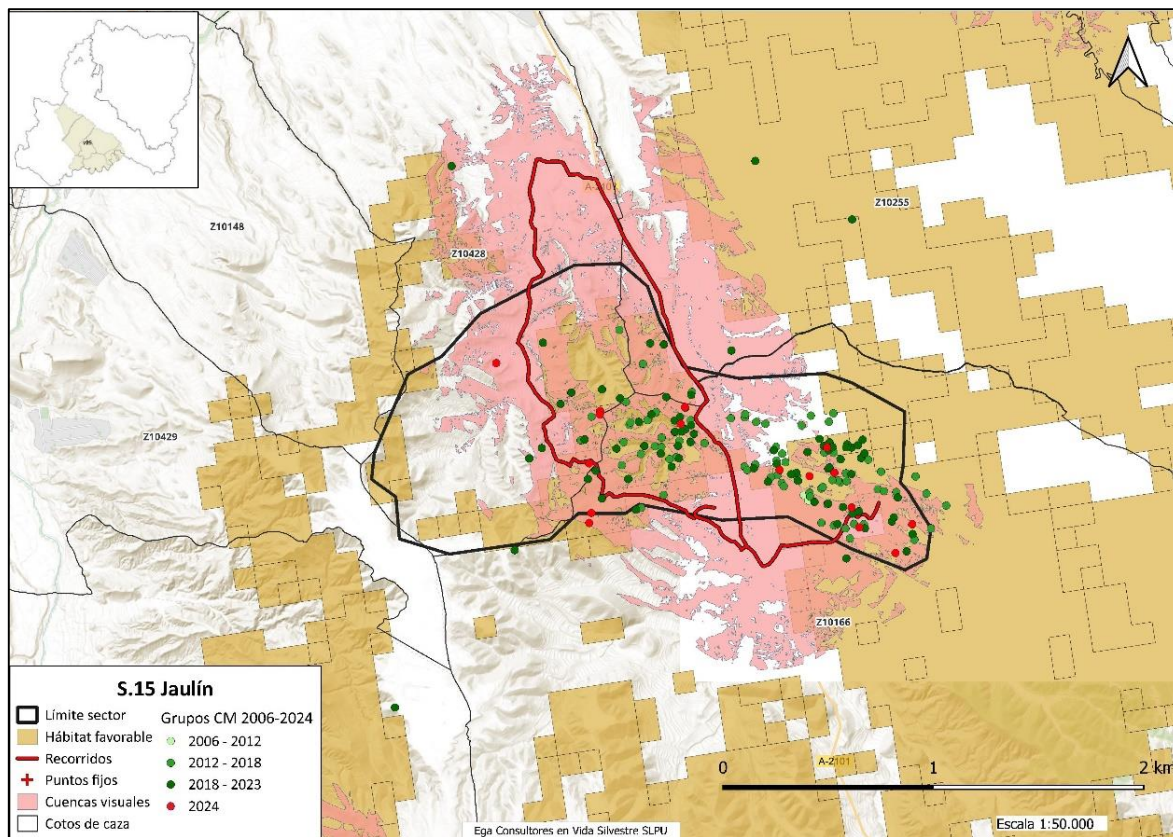 A-2101
Z10255
Z10148
Z10428
Z10429
Z10166
A-2101
S.15 Jaulín
Límite sector
Hábitat favorable
Recorridos
Puntos fijos
Cuencas visuales
Cotos de caza
Grupos CM 2006-2024
2006 - 2012
2012 - 2018
2018 - 2023
2024
0 1 2 km
Escala 1:50.000
Ega Consultores en Vida Silvestre SLPU